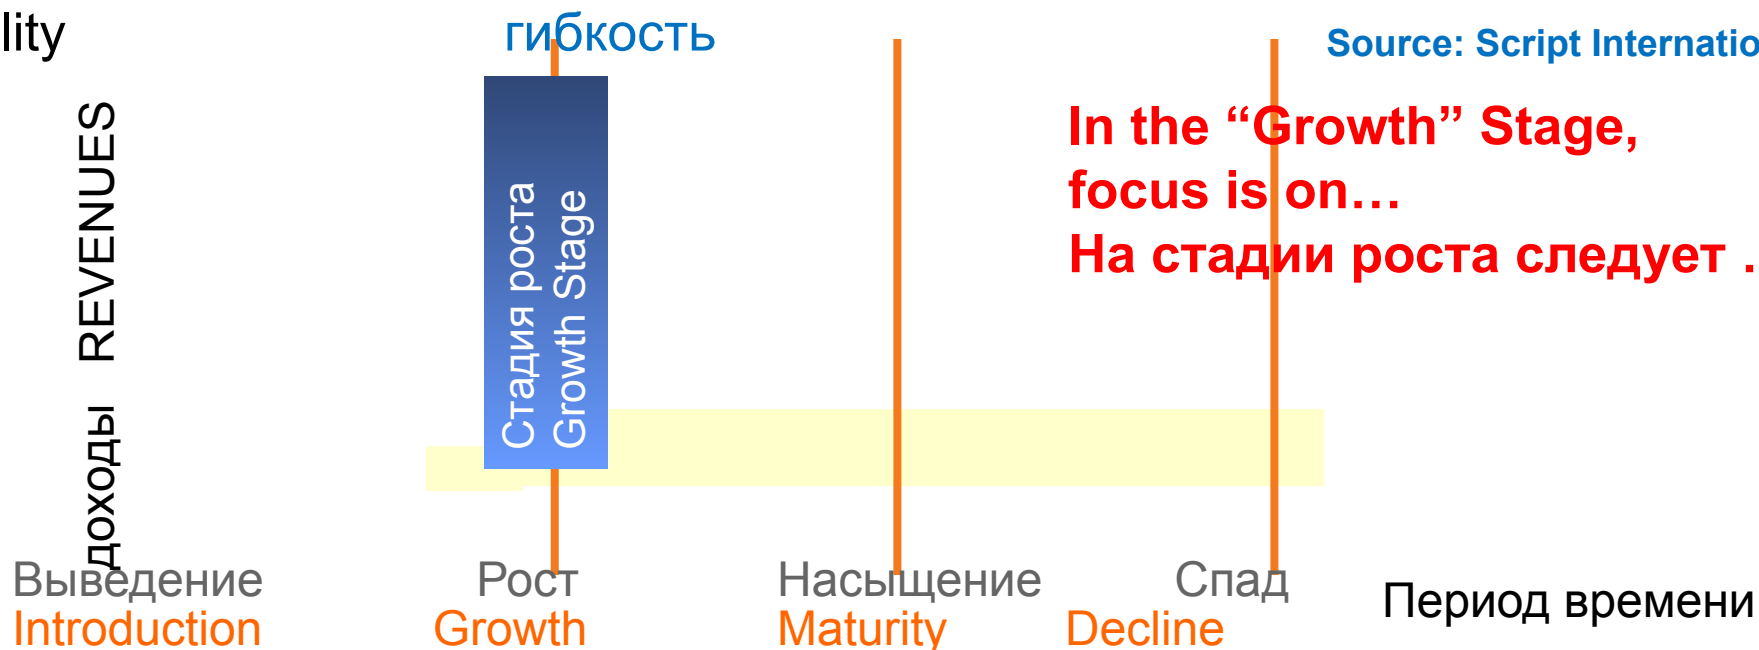 lity
гибкость
Source: Script Internatio
In the “Growth” Stage,
focus is on…
На стадии роста следует .
REVENUES
доходы
Стадия роста
Growth Stage
Выведение
Introduction
Рост
Growth
Насыщение
Maturity
Спад
Decline
Период времени